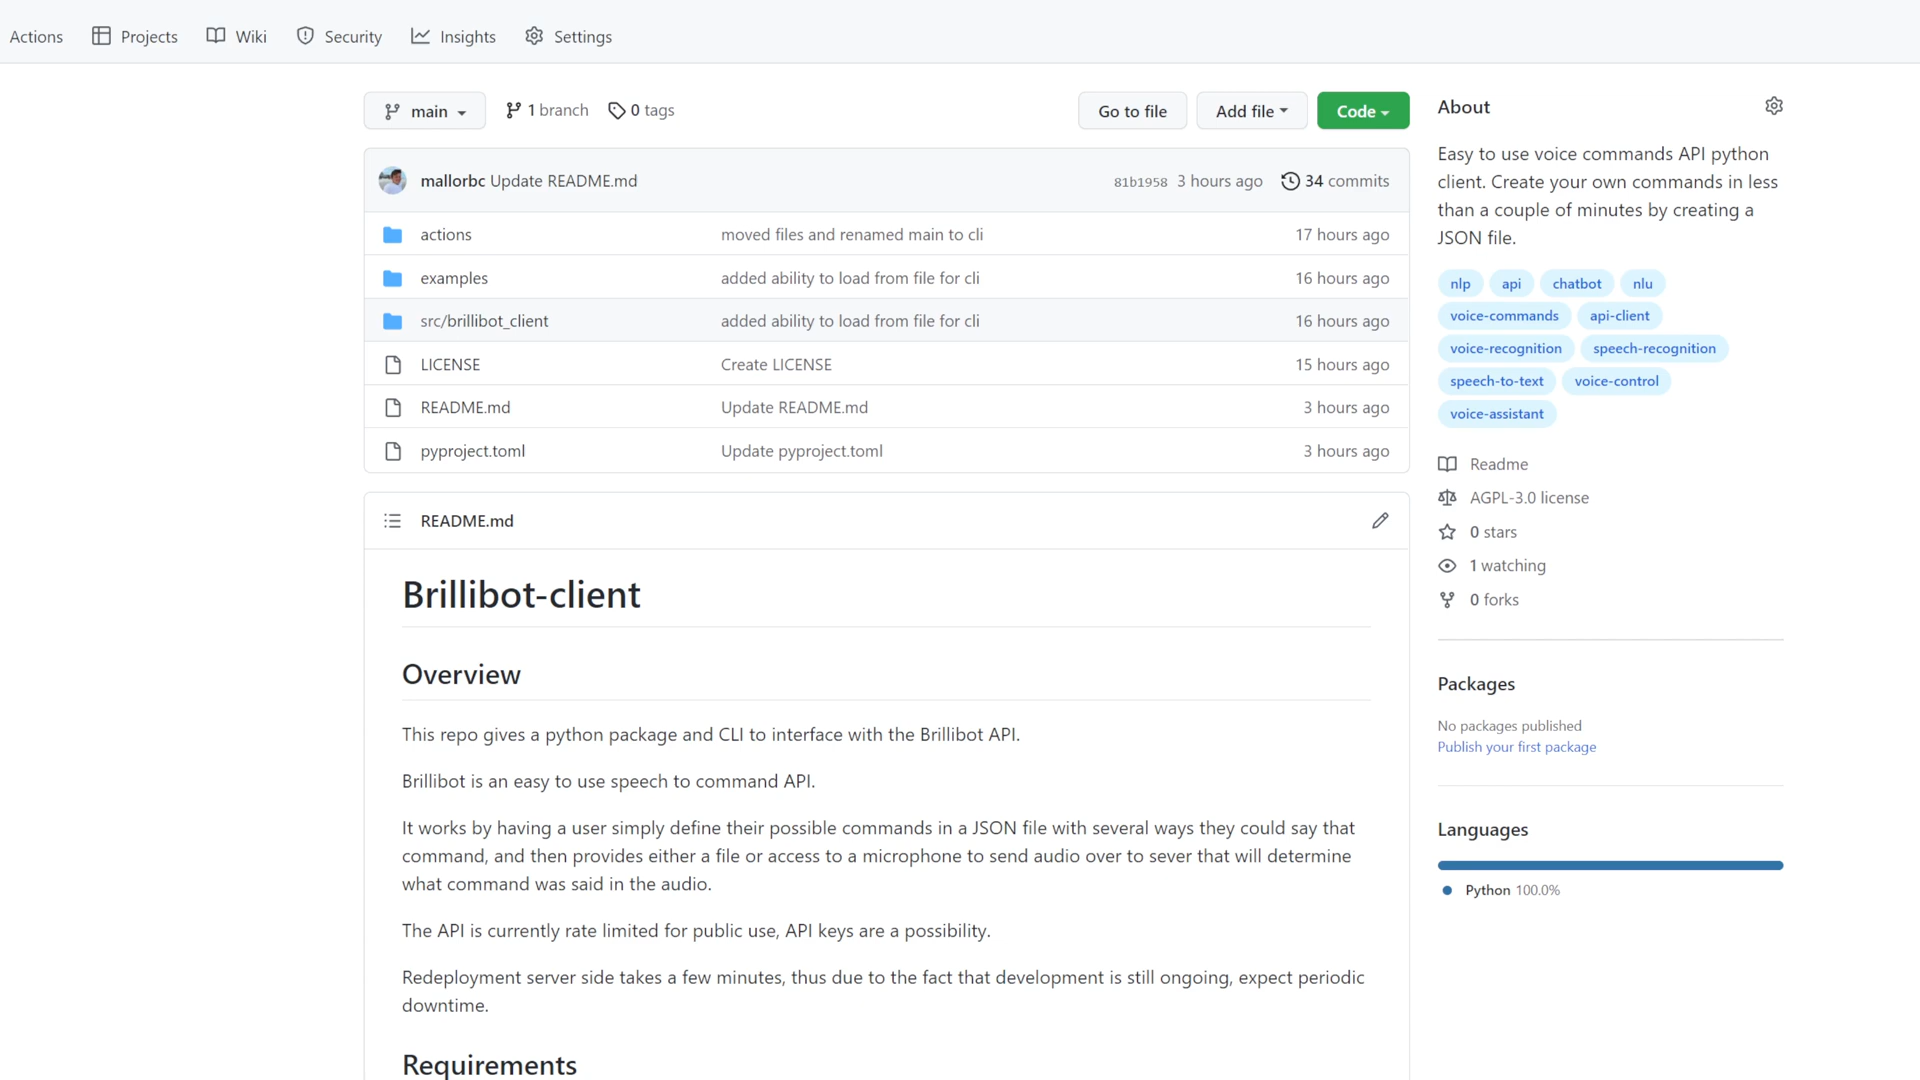 Actions Projects Wiki Security Insights Settings
main 1 branch 0 tags Go to file Add file Code
mallorbc Update README.md 81b1958 3 hours ago 34 commits
actions moved files and renamed main to cli 17 hours ago
examples added ability to load from file for cli 16 hours ago
src/brillibot_client added ability to load from file for cli 16 hours ago
LICENSE Create LICENSE 15 hours ago
README.md Update README.md 3 hours ago
pyproject.toml Update pyproject.toml 3 hours ago
README.md
Brillibot-client
Overview
This repo gives a python package and CLI to interface with the Brillibot API.
Brillibot is an easy to use speech to command API.
It works by having a user simply define their possible commands in a JSON file with several ways they could say that
command, and then provides either a file or access to a microphone to send audio over to sever that will determine
what command was said in the audio.
The API is currently rate limited for public use, API keys are a possibility.
Redeployment server side takes a few minutes, thus due to the fact that development is still ongoing, expect periodic
downtime.
Requirements
About
Easy to use voice commands API python
client. Create your own commands in less
than a couple of minutes by creating a
JSON file.
nlp api chatbot nlu
voice-commands api-client
voice-recognition speech-recognition
speech-to-text voice-control
voice-assistant
Readme
AGPL-3.0 license
0 stars
1 watching
0 forks
Packages
No packages published
Publish your first package
Languages
Python 100.0%